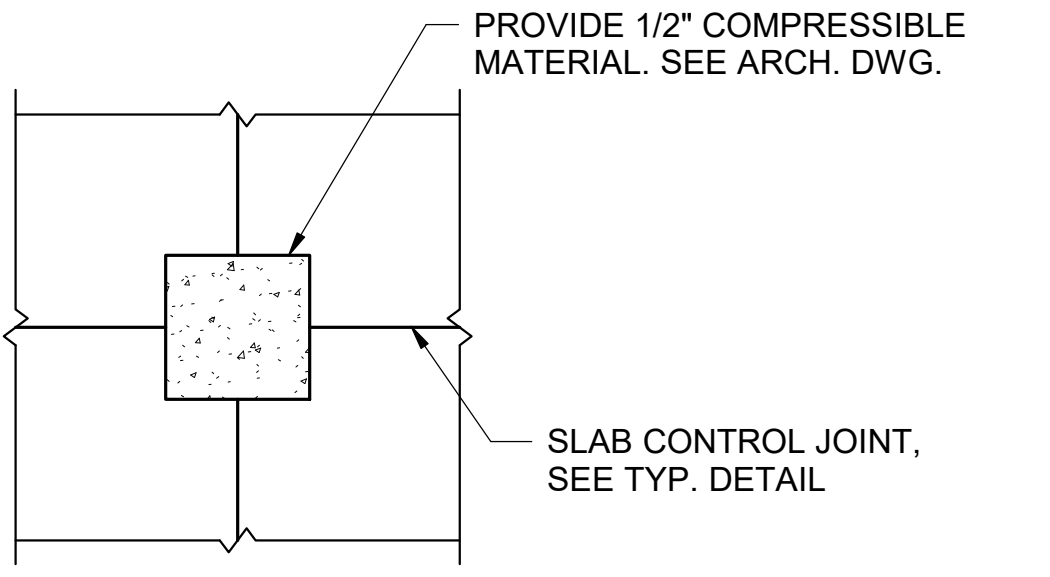 PROVIDE 1/2" COMPRESSIBLE
MATERIAL. SEE ARCH. DWG.
SLAB CONTROL JOINT,
SEE TYP. DETAIL